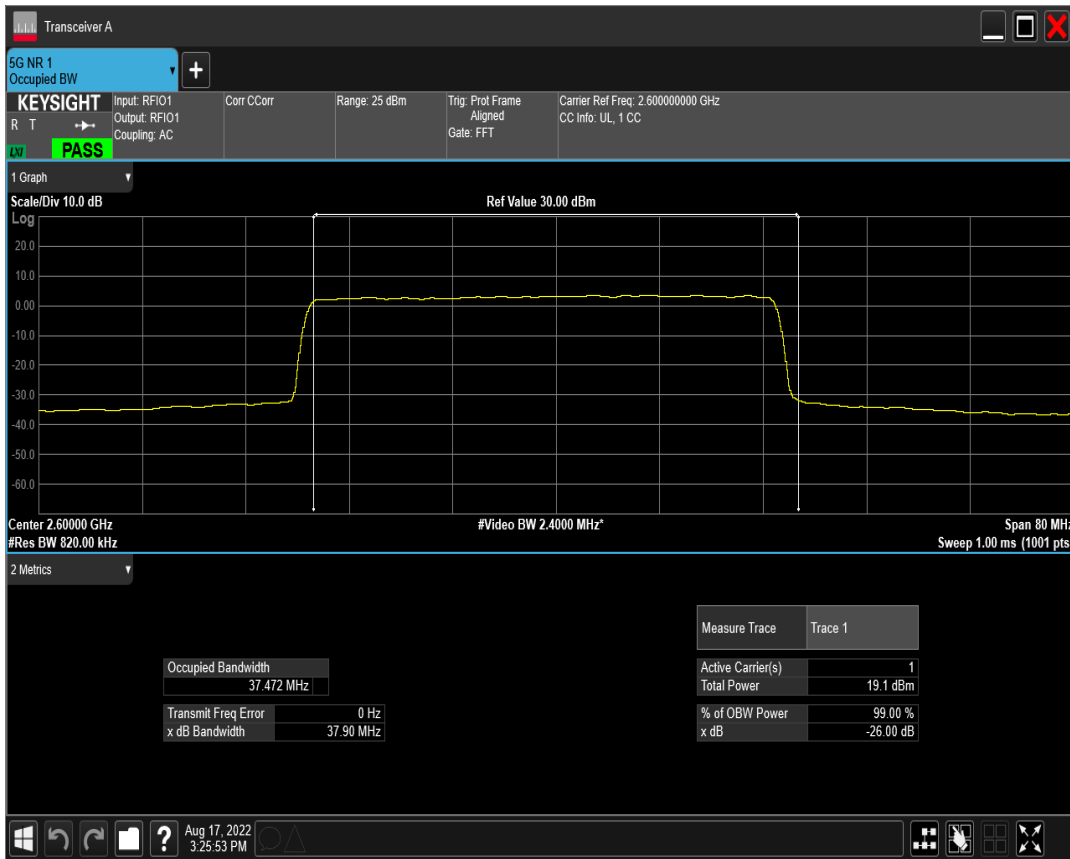 Transceiver A
5G NR 1
Occupied BW
+
KEYSIGHT
R T
LXI
PASS
Input: RFIO1
Output: RFIO1
Coupling: AC
Corr CCorr
Range: 25 dBm
Trig: Prot Frame
Aligned
Gate: FFT
Carrier Ref Freq: 2.600000000 GHz
CC Info: UL, 1 CC
1 Graph
Scale/Div 10.0 dB
Ref Value 30.00 dBm
Log
20.0
10.0
0.00
-10.0
-20.0
-30.0
-40.0
-50.0
-60.0
Center 2.60000 GHz
#Video BW 2.4000 MHz*
Span 80 MHz
#Res BW 820.00 kHz
Sweep 1.00 ms (1001 pts
2 Metrics
Measure Trace Trace 1
Occupied Bandwidth
37.472 MHz
Active Carrier(s) 1
Total Power 19.1 dBm
Transmit Freq Error 0 Hz
x dB Bandwidth 37.90 MHz
% of OBW Power 99.00 %
x dB -26.00 dB
?
Aug 17, 2022
3:25:53 PM